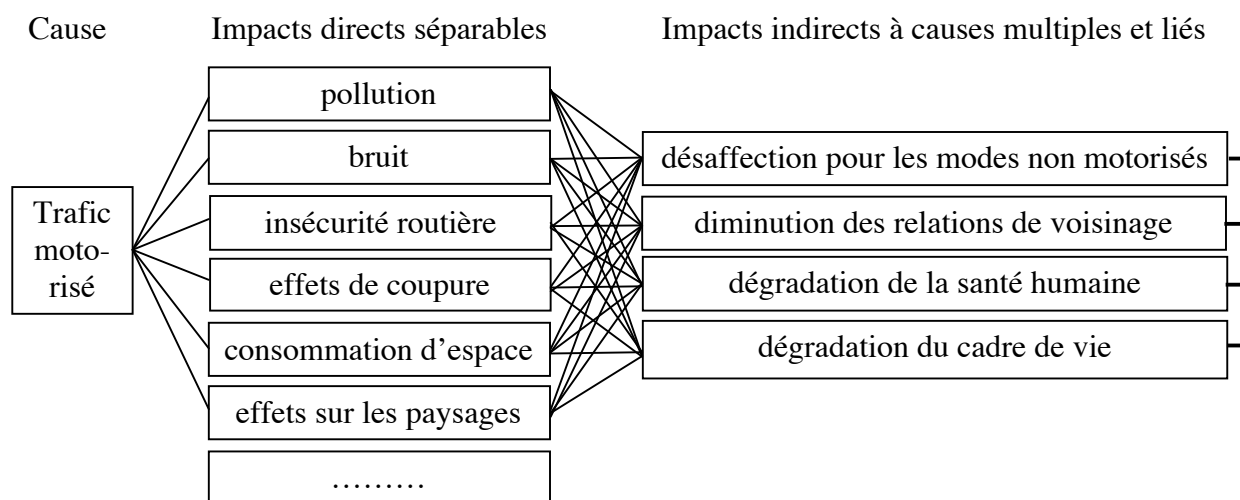 Cause
Impacts directs séparables
Impacts indirects à causes multiples et liés
Trafic
moto-
risé
pollution
bruit
insécurité routière
effets de coupure
consommation d’espace
effets sur les paysages
………
désaffection pour les modes non motorisés
diminution des relations de voisinage
dégradation de la santé humaine
dégradation du cadre de vie